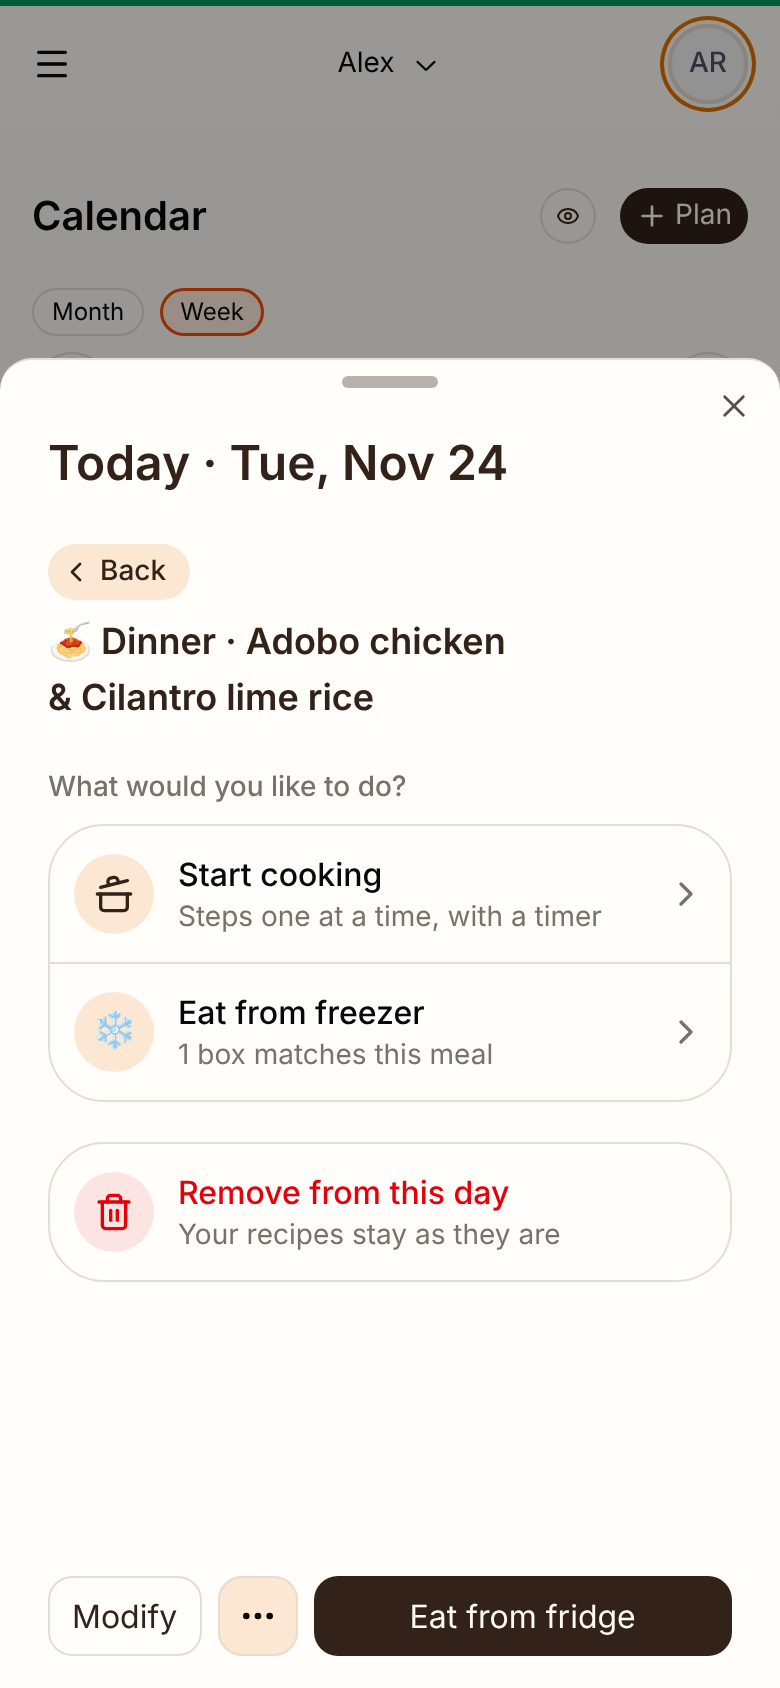 Alex
AR
Calendar
Plan
Month
Week
Today · Tue, Nov 24
Back
🍝 Dinner · Adobo chicken
& Cilantro lime rice
What would you like to do?
Start cooking
Steps one at a time, with a timer
Eat from freezer
1 box matches this meal
Remove from this day
Your recipes stay as they are
Modify
Eat from fridge